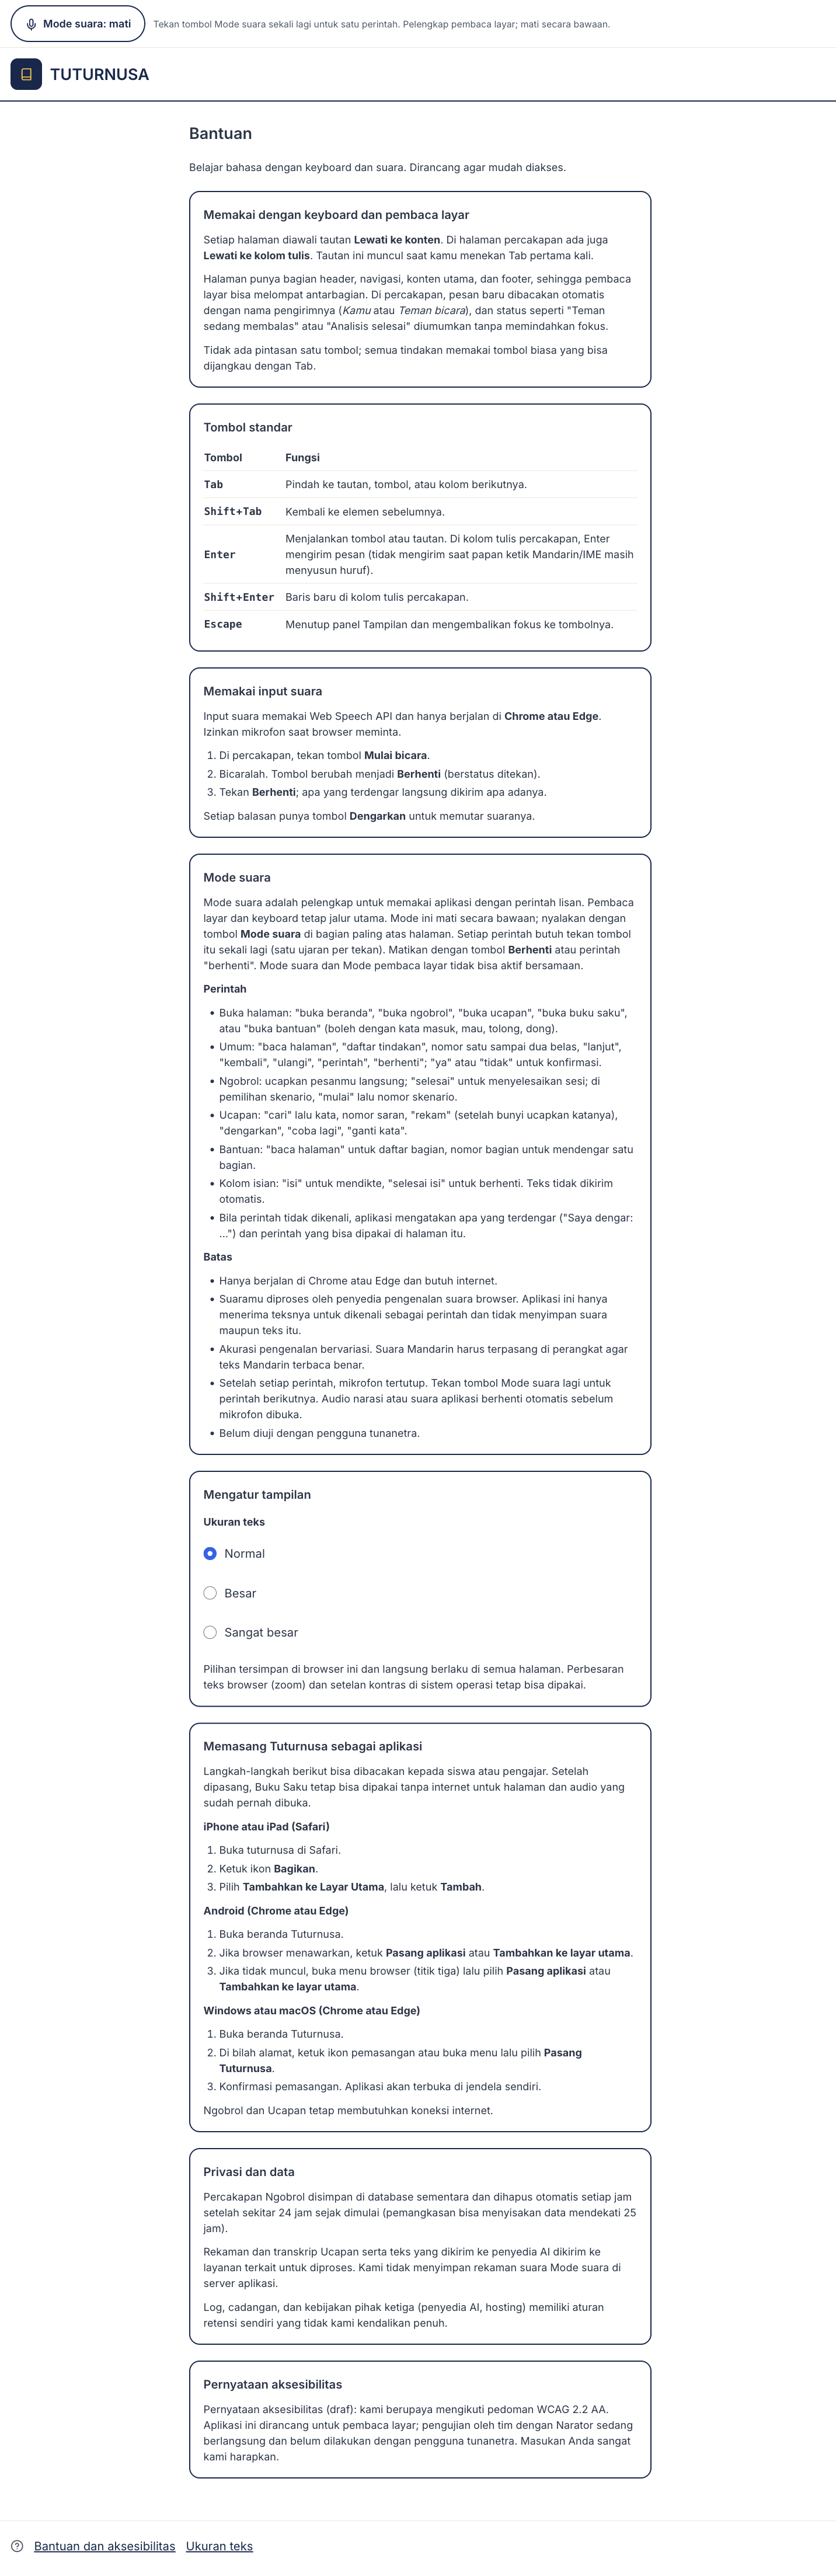 Mode suara: mati
Tekan tombol Mode suara sekali lagi untuk satu perintah. Pelengkap pembaca layar; mati secara bawaan.
TUTURNUSA
Bantuan
Belajar bahasa dengan keyboard dan suara. Dirancang agar mudah diakses.
Memakai dengan keyboard dan pembaca layar
Setiap halaman diawali tautan Lewati ke konten. Di halaman percakapan ada juga
Lewati ke kolom tulis. Tautan ini muncul saat kamu menekan Tab pertama kali.
Halaman punya bagian header, navigasi, konten utama, dan footer, sehingga pembaca
layar bisa melompat antarbagian. Di percakapan, pesan baru dibacakan otomatis
dengan nama pengirimnya (Kamu atau Teman bicara), dan status seperti "Teman
sedang membalas" atau "Analisis selesai" diumumkan tanpa memindahkan fokus.
Tidak ada pintasan satu tombol; semua tindakan memakai tombol biasa yang bisa
dijangkau dengan Tab.
Tombol standar
Tombol Fungsi
Tab Pindah ke tautan, tombol, atau kolom berikutnya.
Shift+Tab Kembali ke elemen sebelumnya.
Enter Menjalankan tombol atau tautan. Di kolom tulis percakapan, Enter
mengirim pesan (tidak mengirim saat papan ketik Mandarin/IME masih
menyusun huruf).
Shift+Enter Baris baru di kolom tulis percakapan.
Escape Menutup panel Tampilan dan mengembalikan fokus ke tombolnya.
Memakai input suara
Input suara memakai Web Speech API dan hanya berjalan di Chrome atau Edge.
Izinkan mikrofon saat browser meminta.
1. Di percakapan, tekan tombol Mulai bicara.
2. Bicaralah. Tombol berubah menjadi Berhenti (berstatus ditekan).
3. Tekan Berhenti; apa yang terdengar langsung dikirim apa adanya.
Setiap balasan punya tombol Dengarkan untuk memutar suaranya.
Mode suara
Mode suara adalah pelengkap untuk memakai aplikasi dengan perintah lisan. Pembaca
layar dan keyboard tetap jalur utama. Mode ini mati secara bawaan; nyalakan dengan
tombol Mode suara di bagian paling atas halaman. Setiap perintah butuh tekan tombol
itu sekali lagi (satu ujaran per tekan). Matikan dengan tombol Berhenti atau perintah
"berhenti". Mode suara dan Mode pembaca layar tidak bisa aktif bersamaan.
Perintah
• Buka halaman: "buka beranda", "buka ngobrol", "buka ucapan", "buka buku saku",
atau "buka bantuan" (boleh dengan kata masuk, mau, tolong, dong).
• Umum: "baca halaman", "daftar tindakan", nomor satu sampai dua belas, "lanjut",
"kembali", "ulangi", "perintah", "berhenti"; "ya" atau "tidak" untuk konfirmasi.
• Ngobrol: ucapkan pesanmu langsung; "selesai" untuk menyelesaikan sesi; di
pemilihan skenario, "mulai" lalu nomor skenario.
• Ucapan: "cari" lalu kata, nomor saran, "rekam" (setelah bunyi ucapkan katanya),
"dengarkan", "coba lagi", "ganti kata".
• Bantuan: "baca halaman" untuk daftar bagian, nomor bagian untuk mendengar satu
bagian.
• Kolom isian: "isi" untuk mendikte, "selesai isi" untuk berhenti. Teks tidak dikirim
otomatis.
• Bila perintah tidak dikenali, aplikasi mengatakan apa yang terdengar ("Saya dengar:
...") dan perintah yang bisa dipakai di halaman itu.
Batas
• Hanya berjalan di Chrome atau Edge dan butuh internet.
• Suaramu diproses oleh penyedia pengenalan suara browser. Aplikasi ini hanya
menerima teksnya untuk dikenali sebagai perintah dan tidak menyimpan suara
maupun teks itu.
• Akurasi pengenalan bervariasi. Suara Mandarin harus terpasang di perangkat agar
teks Mandarin terbaca benar.
• Setelah setiap perintah, mikrofon tertutup. Tekan tombol Mode suara lagi untuk
perintah berikutnya. Audio narasi atau suara aplikasi berhenti otomatis sebelum
mikrofon dibuka.
• Belum diuji dengan pengguna tunanetra.
Mengatur tampilan
Ukuran teks
Normal
Besar
Sangat besar
Pilihan tersimpan di browser ini dan langsung berlaku di semua halaman. Perbesaran
teks browser (zoom) dan setelan kontras di sistem operasi tetap bisa dipakai.
Memasang Tuturnusa sebagai aplikasi
Langkah-langkah berikut bisa dibacakan kepada siswa atau pengajar. Setelah
dipasang, Buku Saku tetap bisa dipakai tanpa internet untuk halaman dan audio yang
sudah pernah dibuka.
iPhone atau iPad (Safari)
1. Buka tuturnusa di Safari.
2. Ketuk ikon Bagikan.
3. Pilih Tambahkan ke Layar Utama, lalu ketuk Tambah.
Android (Chrome atau Edge)
1. Buka beranda Tuturnusa.
2. Jika browser menawarkan, ketuk Pasang aplikasi atau Tambahkan ke layar utama.
3. Jika tidak muncul, buka menu browser (titik tiga) lalu pilih Pasang aplikasi atau
Tambahkan ke layar utama.
Windows atau macOS (Chrome atau Edge)
1. Buka beranda Tuturnusa.
2. Di bilah alamat, ketuk ikon pemasangan atau buka menu lalu pilih Pasang
Tuturnusa.
3. Konfirmasi pemasangan. Aplikasi akan terbuka di jendela sendiri.
Ngobrol dan Ucapan tetap membutuhkan koneksi internet.
Privasi dan data
Percakapan Ngobrol disimpan di database sementara dan dihapus otomatis setiap jam
setelah sekitar 24 jam sejak dimulai (pemangkasan bisa menyisakan data mendekati 25
jam).
Rekaman dan transkrip Ucapan serta teks yang dikirim ke penyedia AI dikirim ke
layanan terkait untuk diproses. Kami tidak menyimpan rekaman suara Mode suara di
server aplikasi.
Log, cadangan, dan kebijakan pihak ketiga (penyedia AI, hosting) memiliki aturan
retensi sendiri yang tidak kami kendalikan penuh.
Pernyataan aksesibilitas
Pernyataan aksesibilitas (draf): kami berupaya mengikuti pedoman WCAG 2.2 AA.
Aplikasi ini dirancang untuk pembaca layar; pengujian oleh tim dengan Narator sedang
berlangsung dan belum dilakukan dengan pengguna tunanetra. Masukan Anda sangat
kami harapkan.
Bantuan dan aksesibilitas Ukuran teks